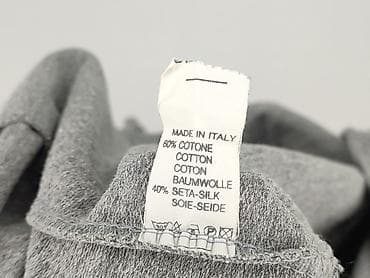 MADE IN ITALY
60% COTONE
COTTON
COTON
BAUMWOLLE
40% SETA-SILK
SOIE-SEIDE